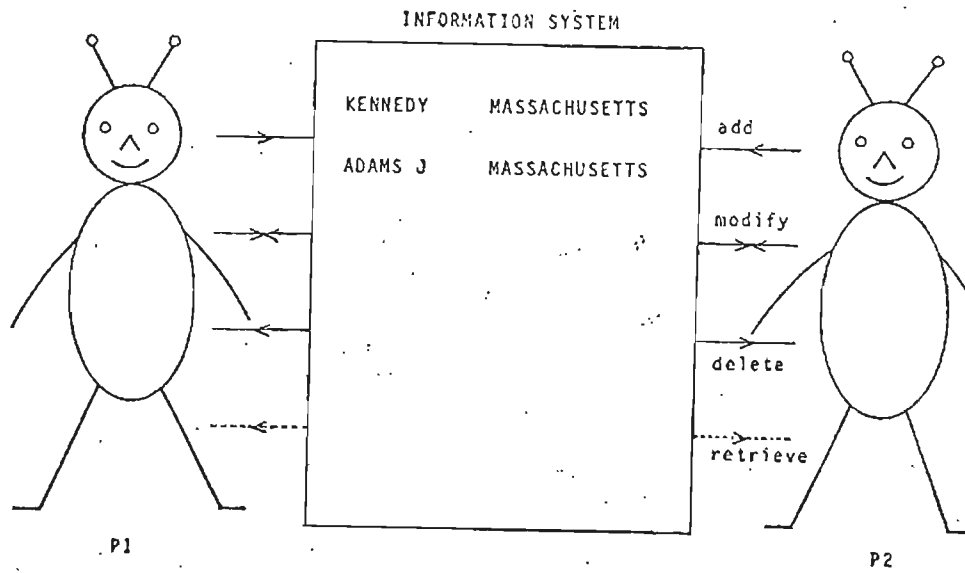 INFORMATION SYSTEM
KENNEDY MASSACHUSETTS
add
ADAMS J MASSACHUSETTS
modify
delete
retrieve
P1
P2